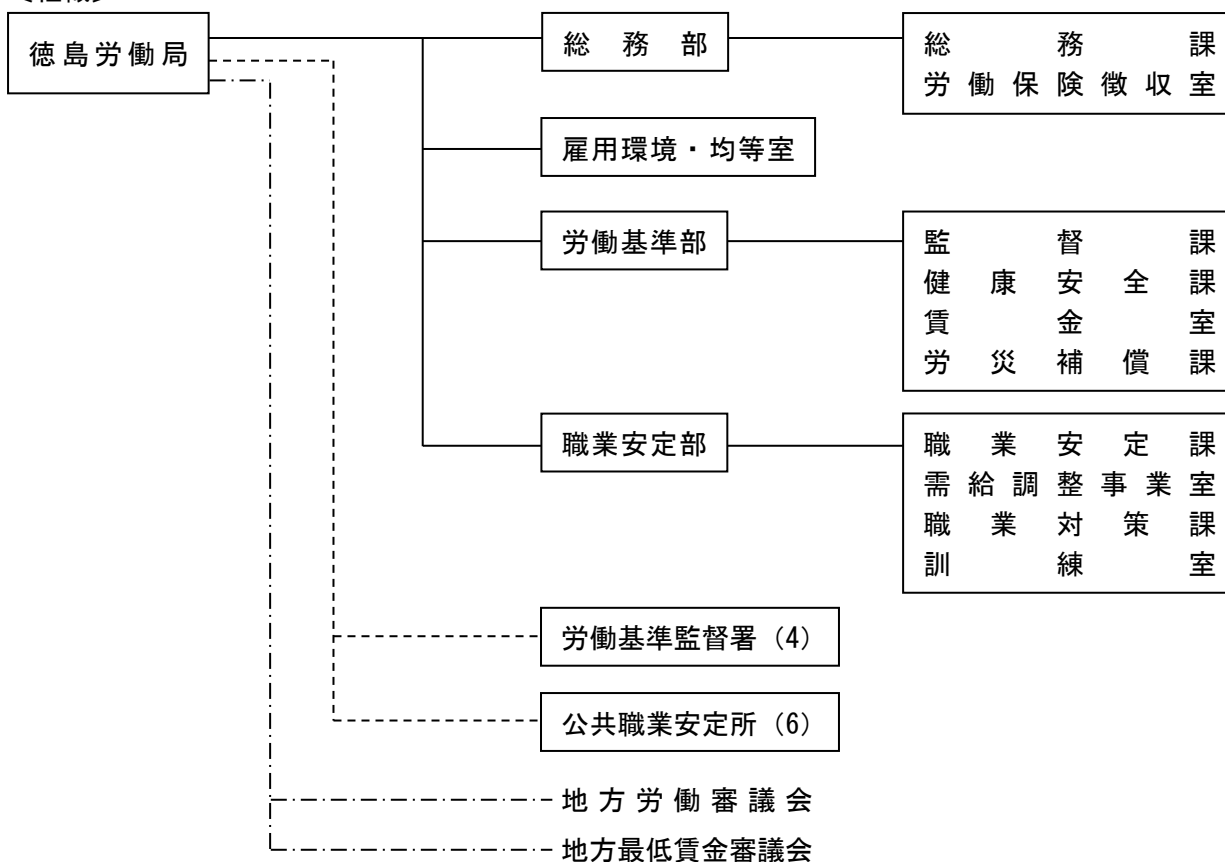 徳島労働局
総務部
総務課
労働保険徴収室
雇用環境・均等室
労働基準部
監督課
健康安全課
賃金室
労災補償課
職業安定部
職業安定課
需給調整事業室
職業対策課
訓練室
労働基準監督署(4)
公共職業安定所(6)
地方労働審議会
地方最低賃金審議会